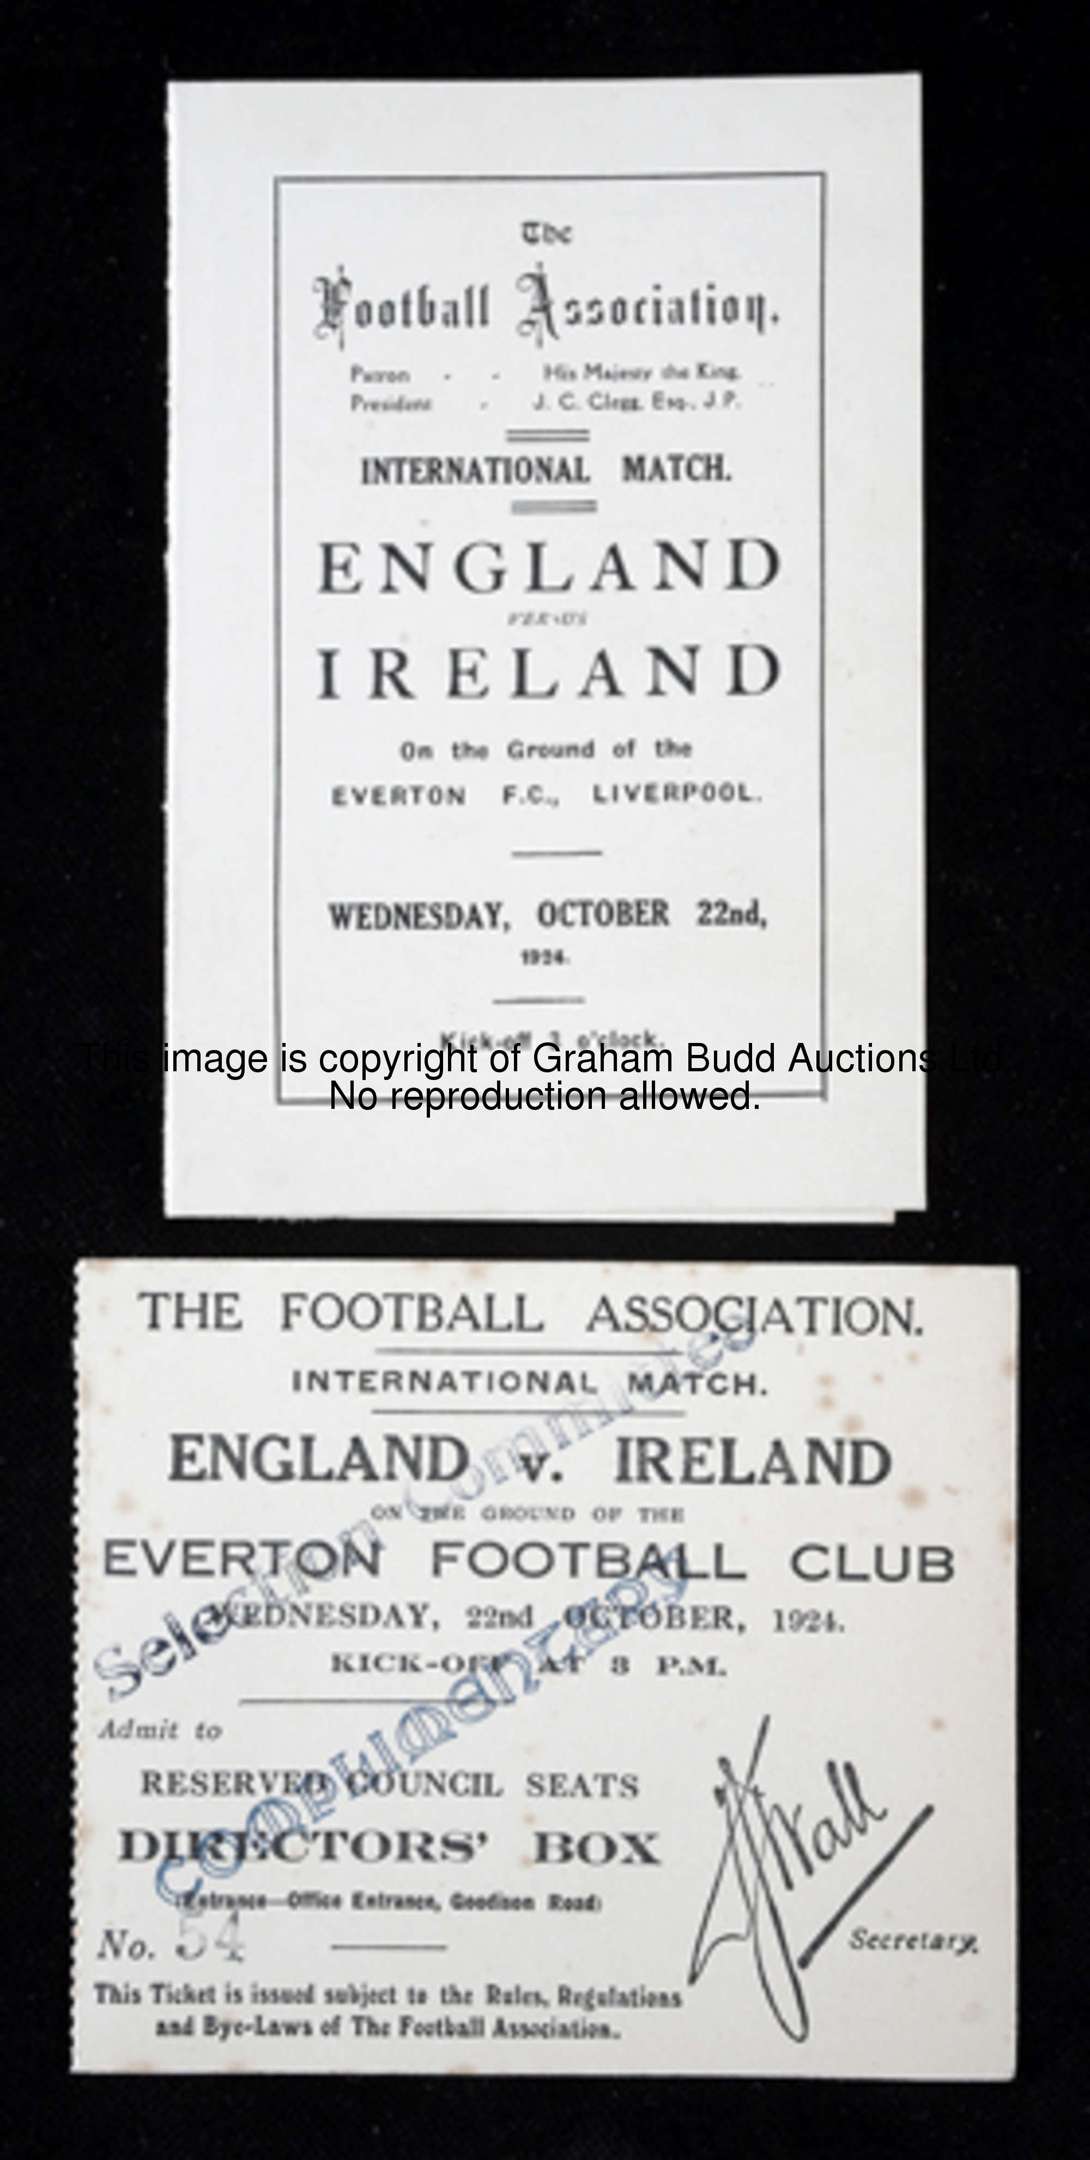 The
Football Association.
Patron - - His Majesty the King.
President - J. C. Clegg, Esq., J.P.
INTERNATIONAL MATCH.
ENGLAND
VERSUS
IRELAND
On the Ground of the
EVERTON F.C., LIVERPOOL.
WEDNESDAY, OCTOBER 22nd,
1924.
Kick-off 3 o'clock.
This image is copyright of Graham Budd Auctions Ltd
No reproduction allowed.
THE FOOTBALL ASSOCIATION.
INTERNATIONAL MATCH.
ENGLAND v. IRELAND
ON THE GROUND OF THE
EVERTON FOOTBALL CLUB
WEDNESDAY, 22nd OCTOBER, 1924.
KICK-OFF AT 3 P.M.
Selection Committee
COMPLIMENTARY
Admit to
RESERVED COUNCIL SEATS
DIRECTORS' BOX
(Entrance—Office Entrance, Goodison Road)
No. 54
FJWall
Secretary.
This Ticket is issued subject to the Rules, Regulations
and Bye-Laws of The Football Association.